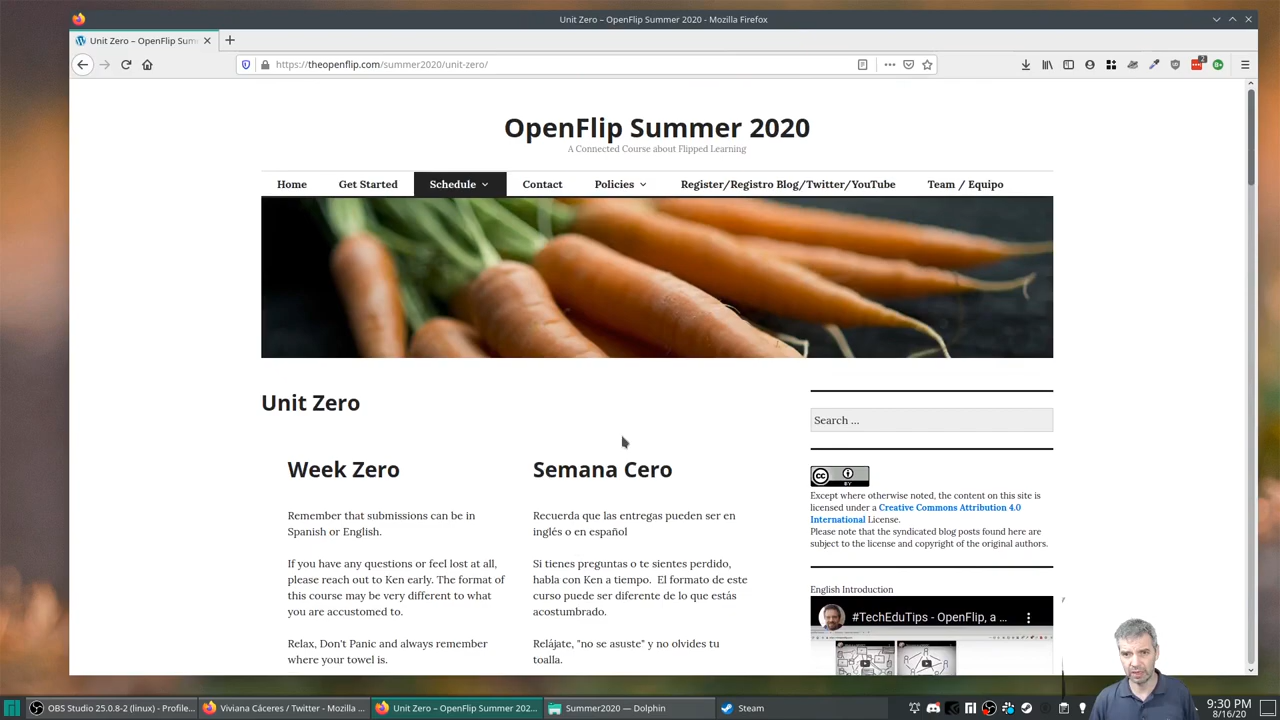 Unit Zero – OpenFlip Summer 2020 - Mozilla Firefox
Unit Zero – OpenFlip Sum
https://theopenflip.com/summer2020/unit-zero/
OpenFlip Summer 2020
A Connected Course about Flipped Learning
Home Get Started Schedule Contact Policies Register/Registro Blog/Twitter/YouTube Team / Equipo
Unit Zero
Week Zero
Remember that submissions can be in
Spanish or English.
If you have any questions or feel lost at all,
please reach out to Ken early. The format of
this course may be very different to what
you are accustomed to.
Relax, Don't Panic and always remember
where your towel is.
Semana Cero
Recuerda que las entregas pueden ser en
inglés o en español
Si tienes preguntas o te sientes perdido,
habla con Ken a tiempo. El formato de este
curso puede ser diferente de lo que estás
acostumbrado.
Relájate, "no se asuste" y no olvides tu
toalla.
Search …
CC BY
Except where otherwise noted, the content on this site is
licensed under a Creative Commons Attribution 4.0
International License.
Please note that the syndicated blog posts found here are
subject to the license and copyright of the original authors.
English Introduction
#TechEduTips - OpenFlip, a ...
OBS Studio 25.0.8-2 (linux) - Profile... Viviana Cáceres / Twitter - Mozilla ... Unit Zero – OpenFlip Summer 202... Summer2020 — Dolphin Steam
9:30 PM
8/16/20